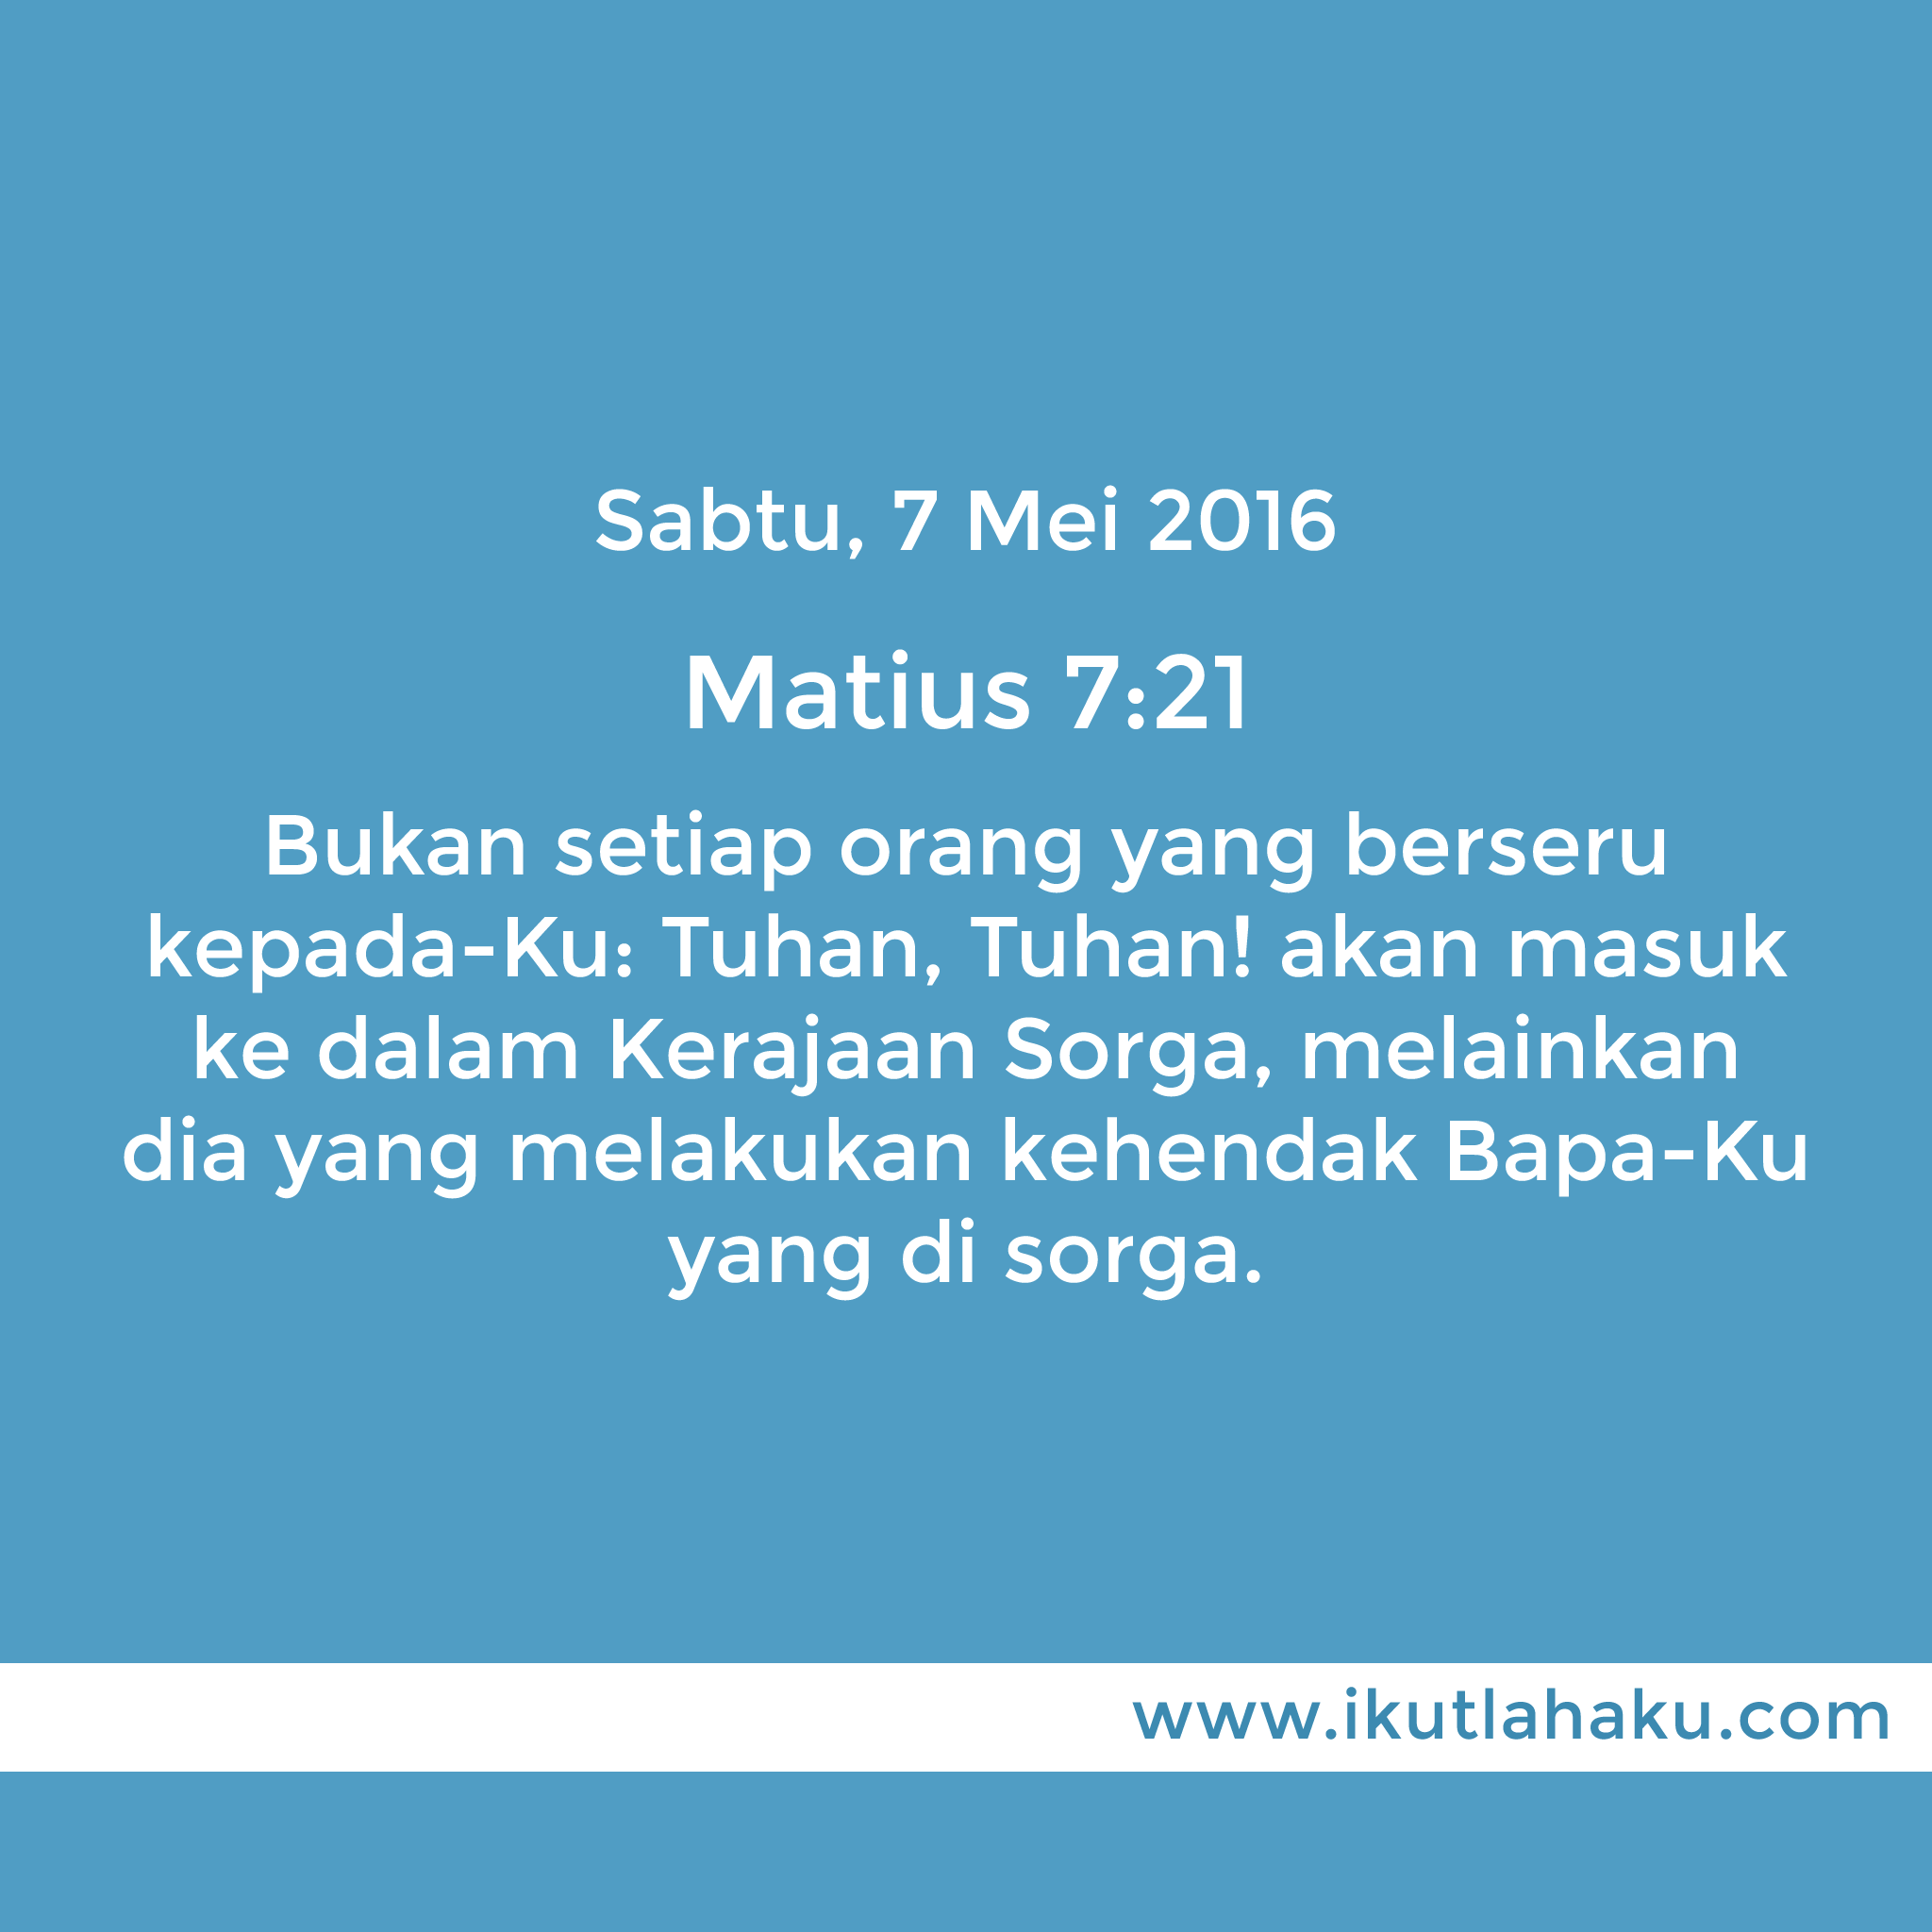 Sabtu, 7 Mei 2016
Matius 7:21
Bukan setiap orang yang berseru
kepada-Ku: Tuhan, Tuhan! akan masuk
ke dalam Kerajaan Sorga, melainkan
dia yang melakukan kehendak Bapa-Ku
yang di sorga.
www.ikutlahaku.com